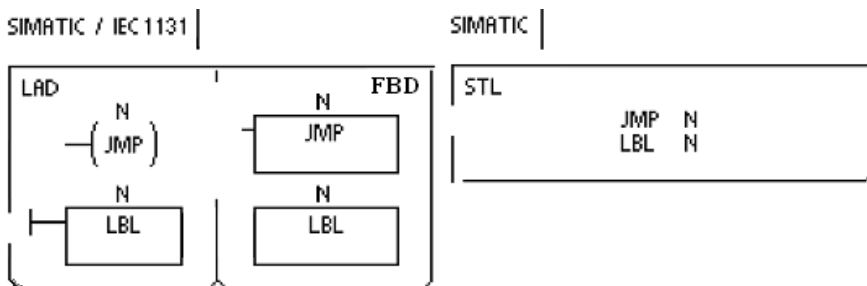 SIMATIC / IEC 1131
LAD
N
JMP
N
LBL
FBD
N
JMP
N
LBL
SIMATIC
STL
JMP N
LBL N